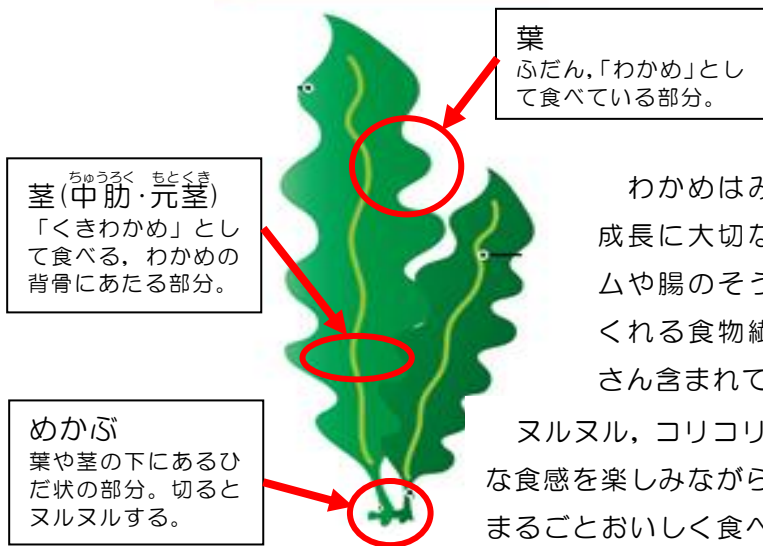 葉
ふだん,「わかめ」とし
て食べている部分。
茎(中肋・元茎)
ちゅうろく もとくき
「くきわかめ」とし
て食べる，わかめの
背骨にあたる部分。
めかぶ
葉や茎の下にあるひ
だ状の部分。切ると
ヌルヌルする。
わかめはみ
成長に大切な
ムや腸のそう
くれる食物繊
さん含まれて
ヌルヌル，コリコリ
な食感を楽しみながら
まるごとおいしく食べ